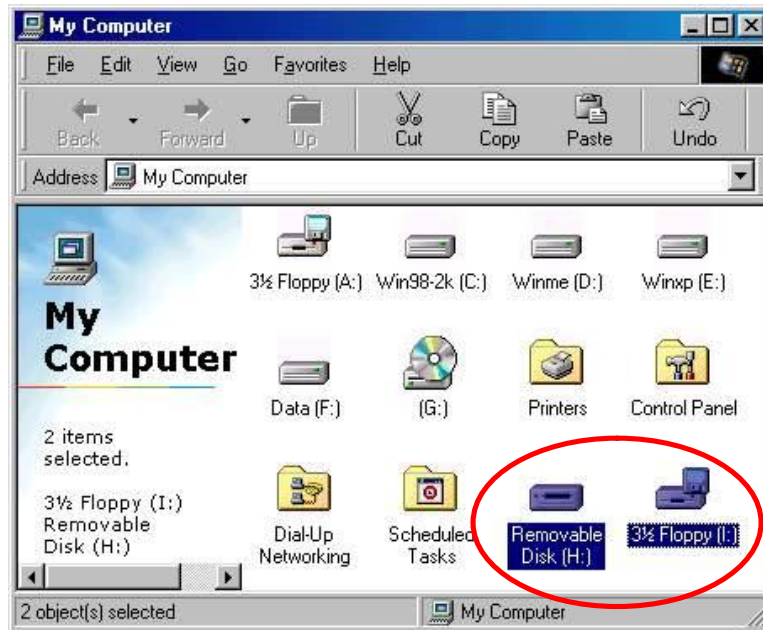 My Computer
File Edit View Go Favorites Help
Back Forward Up Cut Copy Paste Undo
Address My Computer
My
Computer
2 items
selected.
3½ Floppy (I:)
Removable
Disk (H:)
3½ Floppy (A:) Win98-2k (C:) Winme (D:) Winxp (E:)
Data (F:) (G:) Printers Control Panel
Dial-Up Scheduled Removable 3½ Floppy (I:)
Networking Tasks Disk (H:)
2 object(s) selected My Computer